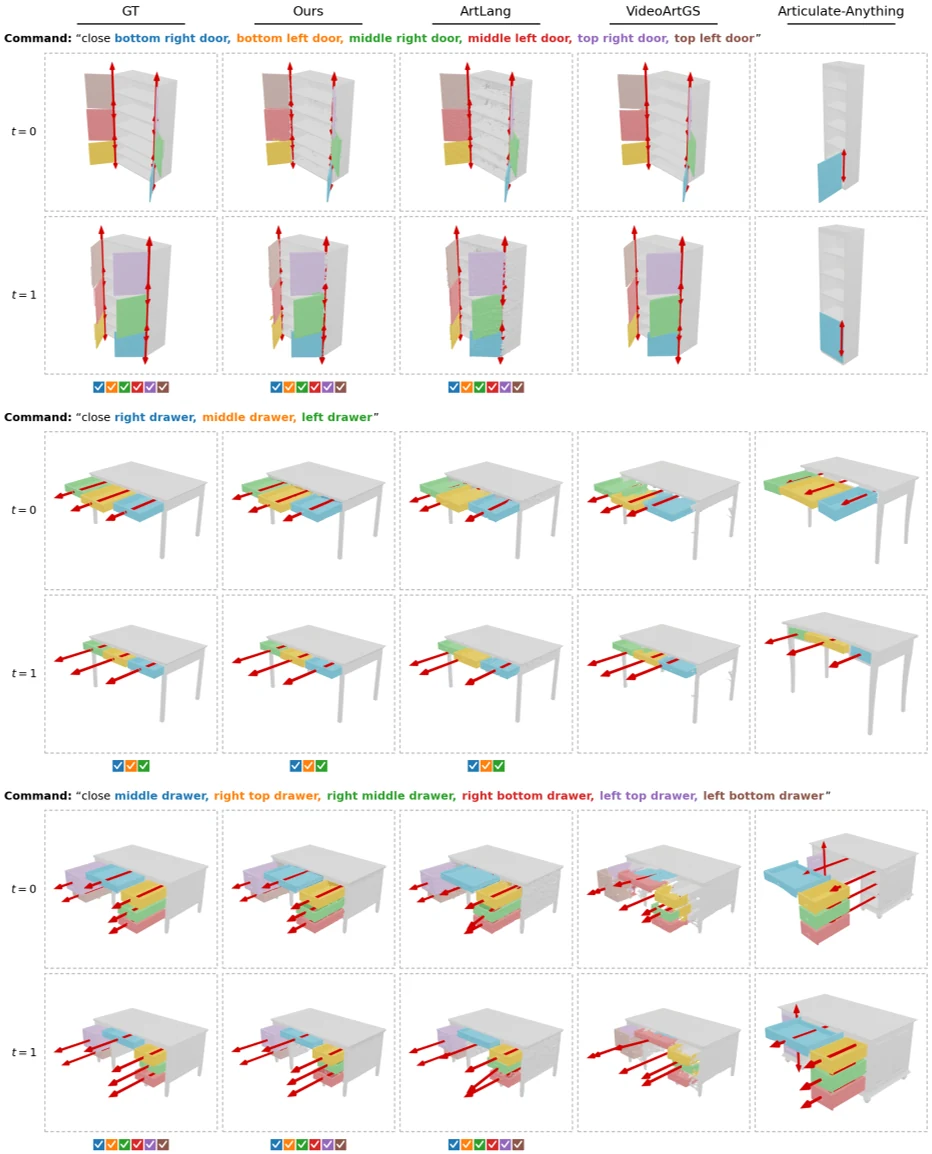 GT Ours ArtLang VideoArtGS Articulate-Anything
Command: “close bottom right door, bottom left door, middle right door, middle left door, top right door, top left door”
t = 0
t = 1
Command: “close right drawer, middle drawer, left drawer”
t = 0
t = 1
Command: “close middle drawer, right top drawer, right middle drawer, right bottom drawer, left top drawer, left bottom drawer”
t = 0
t = 1